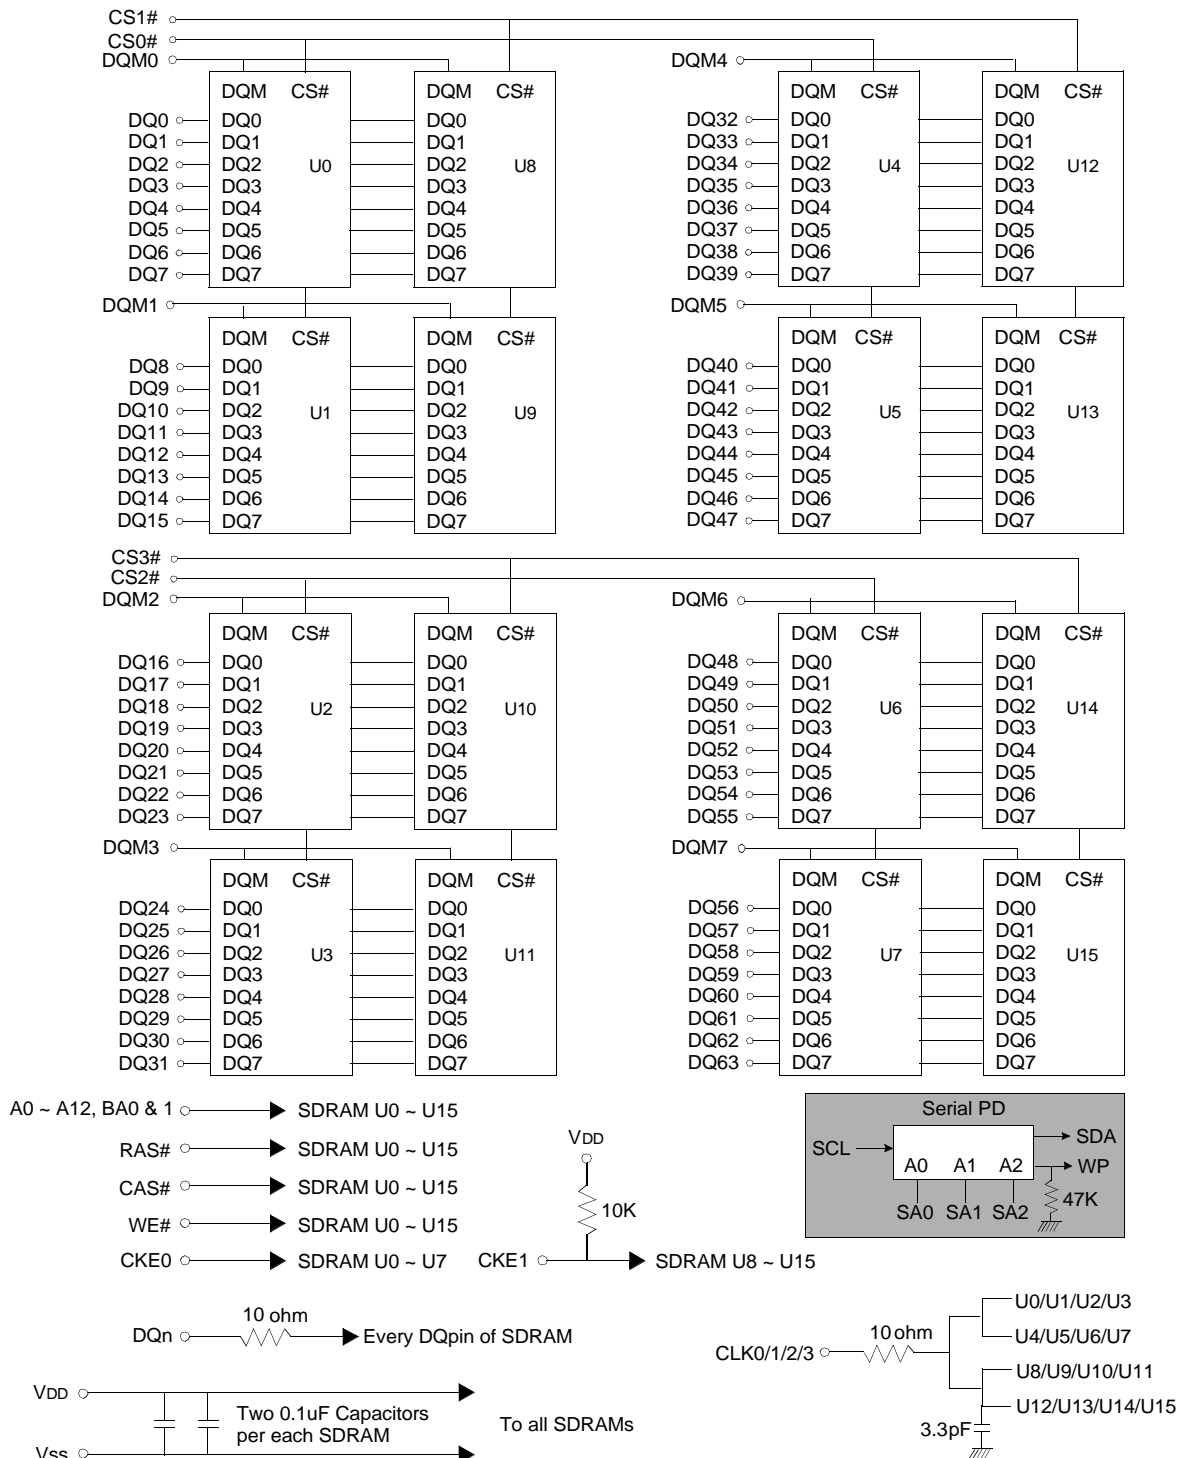 CS1#
CS0#
DQM0 DQM4
DQM CS# DQM CS# DQM CS# DQM CS#
DQ0 DQ0 DQ0 DQ32 DQ0 DQ0
DQ1 DQ1 DQ1 DQ33 DQ1 DQ1
DQ2 DQ2 U0 DQ2 U8 DQ34 DQ2 U4 DQ2 U12
DQ3 DQ3 DQ3 DQ35 DQ3 DQ3
DQ4 DQ4 DQ4 DQ36 DQ4 DQ4
DQ5 DQ5 DQ5 DQ37 DQ5 DQ5
DQ6 DQ6 DQ6 DQ38 DQ6 DQ6
DQ7 DQ7 DQ7 DQ39 DQ7 DQ7
DQM1 DQM5
DQM CS# DQM CS# DQM CS# DQM CS#
DQ8 DQ0 DQ0 DQ40 DQ0 DQ0
DQ9 DQ1 DQ1 DQ41 DQ1 DQ1
DQ10 DQ2 U1 DQ2 U9 DQ42 DQ2 U5 DQ2 U13
DQ11 DQ3 DQ3 DQ43 DQ3 DQ3
DQ12 DQ4 DQ4 DQ44 DQ4 DQ4
DQ13 DQ5 DQ5 DQ45 DQ5 DQ5
DQ14 DQ6 DQ6 DQ46 DQ6 DQ6
DQ15 DQ7 DQ7 DQ47 DQ7 DQ7
CS3#
CS2#
DQM2 DQM6
DQM CS# DQM CS# DQM CS# DQM CS#
DQ16 DQ0 DQ0 DQ48 DQ0 DQ0
DQ17 DQ1 DQ1 DQ49 DQ1 DQ1
DQ18 DQ2 U2 DQ2 U10 DQ50 DQ2 U6 DQ2 U14
DQ19 DQ3 DQ3 DQ51 DQ3 DQ3
DQ20 DQ4 DQ4 DQ52 DQ4 DQ4
DQ21 DQ5 DQ5 DQ53 DQ5 DQ5
DQ22 DQ6 DQ6 DQ54 DQ6 DQ6
DQ23 DQ7 DQ7 DQ55 DQ7 DQ7
DQM3 DQM7
DQM CS# DQM CS# DQM CS# DQM CS#
DQ24 DQ0 DQ0 DQ56 DQ0 DQ0
DQ25 DQ1 DQ1 DQ57 DQ1 DQ1
DQ26 DQ2 U3 DQ2 U11 DQ58 DQ2 U7 DQ2 U15
DQ27 DQ3 DQ3 DQ59 DQ3 DQ3
DQ28 DQ4 DQ4 DQ60 DQ4 DQ4
DQ29 DQ5 DQ5 DQ61 DQ5 DQ5
DQ30 DQ6 DQ6 DQ62 DQ6 DQ6
DQ31 DQ7 DQ7 DQ63 DQ7 DQ7
A0 ~ A12, BA0 & 1 SDRAM U0 ~ U15
RAS# SDRAM U0 ~ U15
CAS# SDRAM U0 ~ U15
WE# SDRAM U0 ~ U15
CKE0 SDRAM U0 ~ U7
VDD
10K
CKE1 SDRAM U8 ~ U15
Serial PD
SCL SDA
A0 A1 A2 WP
SA0 SA1 SA2 47K
10 ohm
DQn Every DQpin of SDRAM
U0/U1/U2/U3
10 ohm U4/U5/U6/U7
CLK0/1/2/3
U8/U9/U10/U11
U12/U13/U14/U15
3.3pF
VDD
Two 0.1uF Capacitors
per each SDRAM
To all SDRAMs
Vss